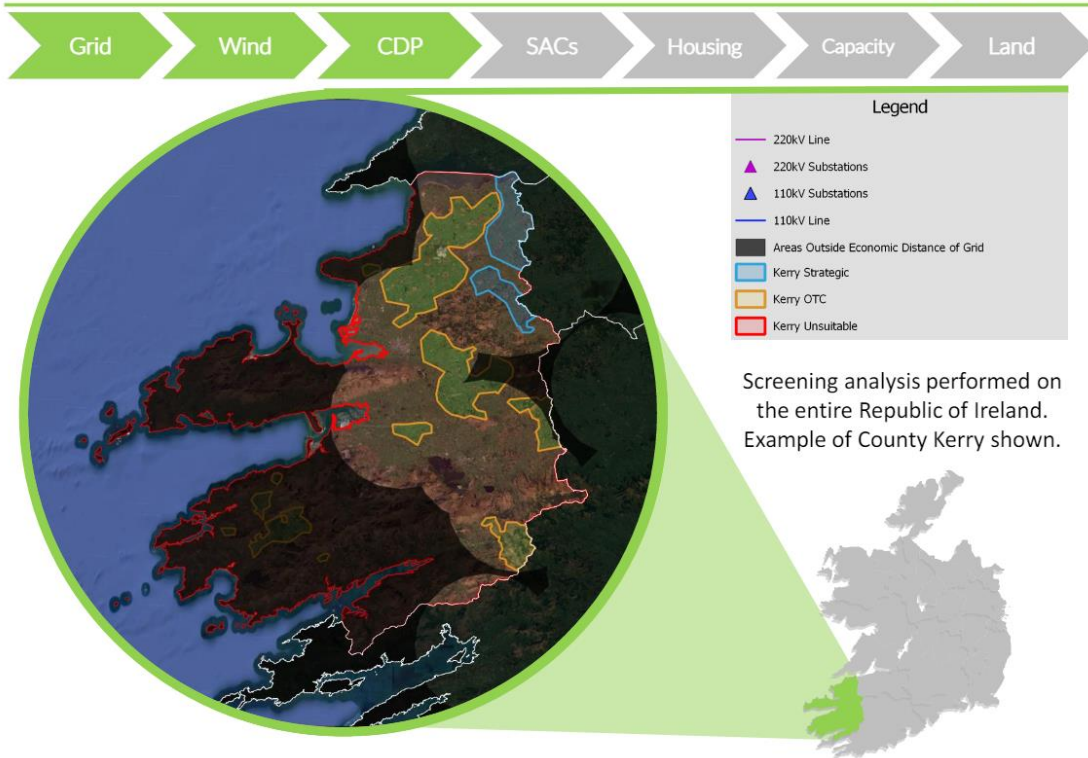 Grid
Wind
CDP
SACs
Housing
Capacity
Land
Legend
220kV Line
220kV Substations
110kV Substations
110kV Line
Areas Outside Economic Distance of Grid
Kerry Strategic
Kerry OTC
Kerry Unsuitable
Screening analysis performed on
the entire Republic of Ireland.
Example of County Kerry shown.